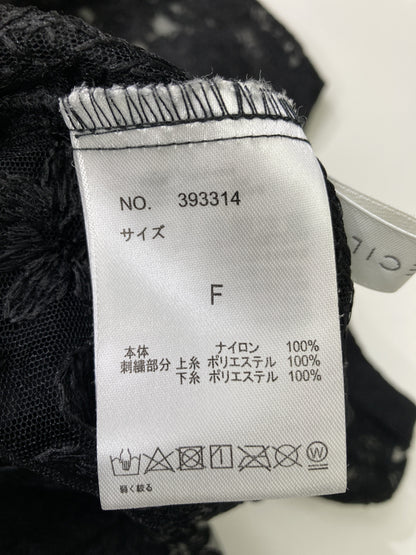 NO. 393314
サイズ
F
本体 ナイロン 100%
刺繍部分 上糸 ポリエステル 100%
下糸 ポリエステル 100%
弱く絞る
CIL